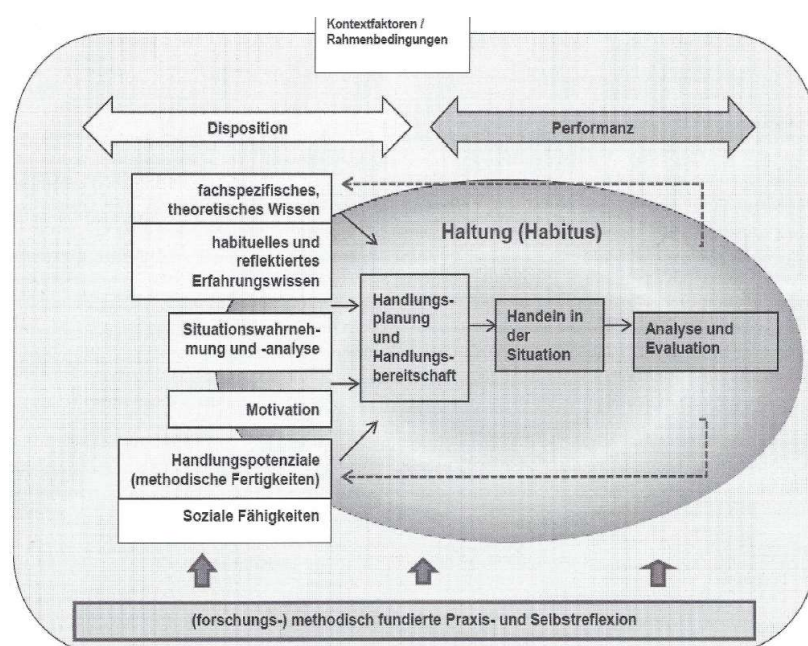 Kontextfaktoren /
Rahmenbedingungen
Disposition
Performanz
fachspezifisches,
theoretisches Wissen
habituelles und
reflektiertes
Erfahrungswissen
Situationswahrneh-
mung und -analyse
Motivation
Handlungspotenziale
(methodische Fertigkeiten)
Soziale Fähigkeiten
Haltung (Habitus)
Handlungs-
planung
und
Handlungs-
bereitschaft
Handeln in
der
Situation
Analyse und
Evaluation
(forschungs-) methodisch fundierte Praxis- und Selbstreflexion